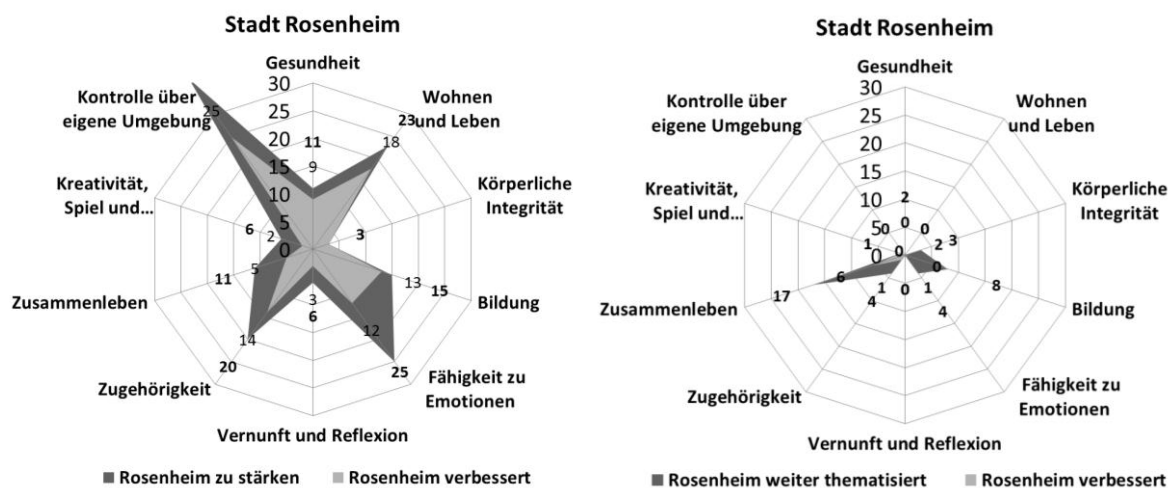 Stadt Rosenheim
Gesundheit
30
25
20
15
10
5
0
Kontrolle über
eigene Umgebung
25
Wohnen
und Leben
23
18
11
9
Körperliche
Integrität
3
Kreativität,
Spiel und...
6
2
Bildung
13
15
Zusammenleben
11
5
Fähigkeit zu
Emotionen
12
25
Zugehörigkeit
14
20
3
6
Vernunft und Reflexion
Rosenheim zu stärken
Rosenheim verbessert
Stadt Rosenheim
Gesundheit
30
25
20
15
10
5
0
Kontrolle über
eigene Umgebung
0
0
Wohnen
und Leben
0
2
2
0
Körperliche
Integrität
3
Kreativität,
Spiel und...
1
Bildung
0
8
Zusammenleben
17
6
Fähigkeit zu
Emotionen
1
4
Zugehörigkeit
1
4
0
Vernunft und Reflexion
Rosenheim weiter thematisiert
Rosenheim verbessert